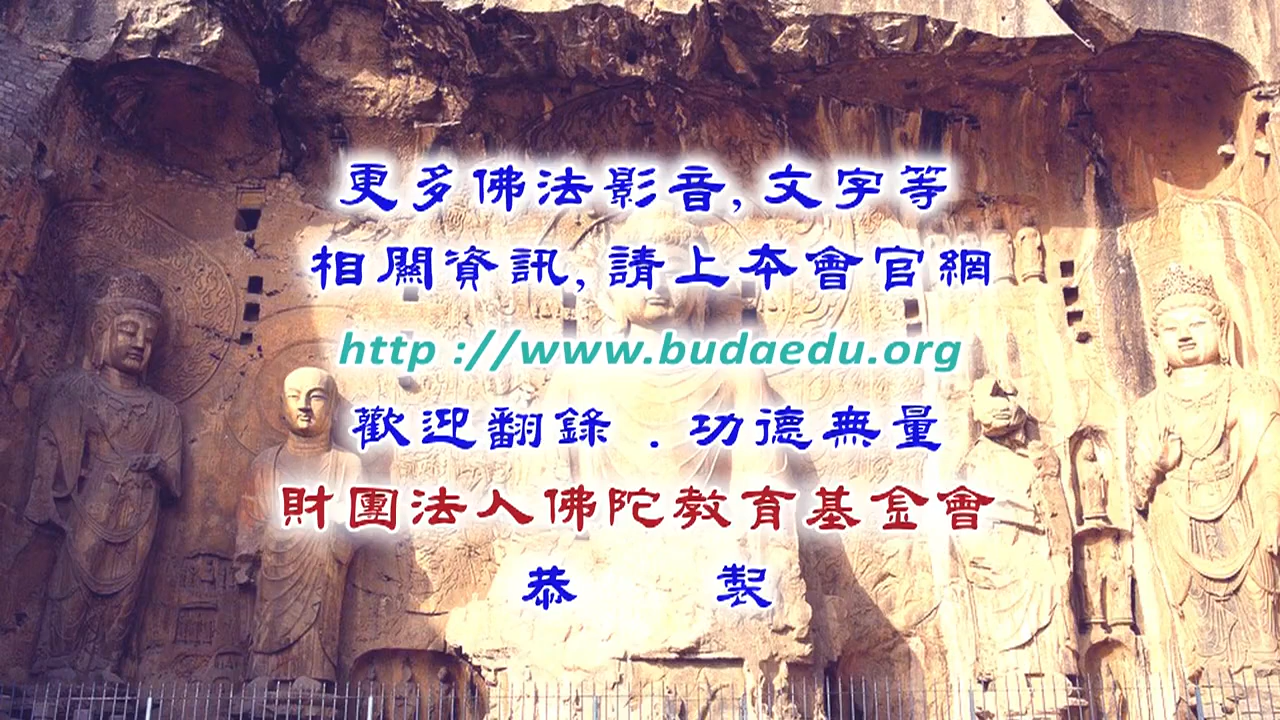 更多佛法影音,文字等
相關資訊,請上本會官網
http ://www.budaedu.org
歡迎翻錄 . 功德無量
財團法人佛陀教育基金會
恭 製